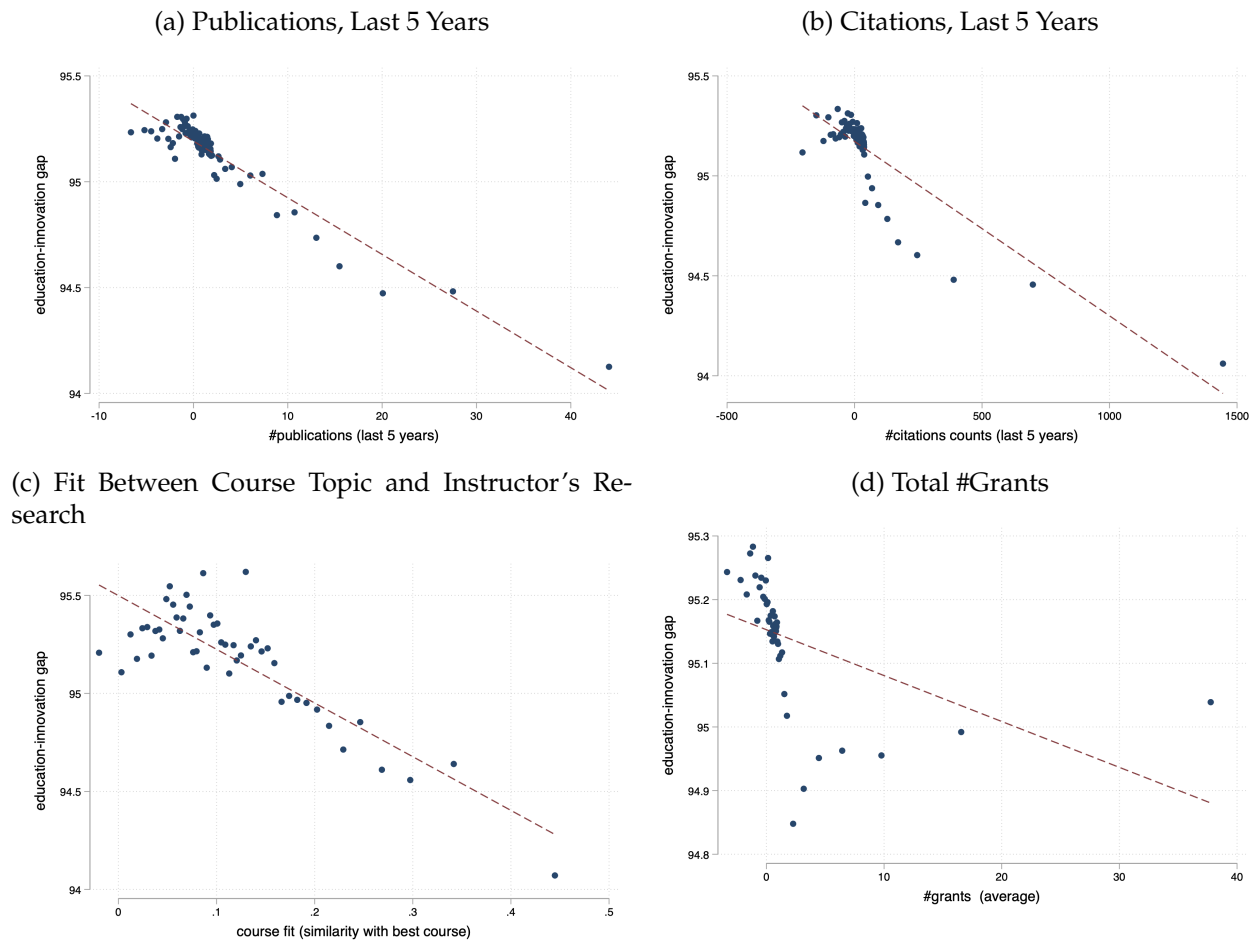 (a) Publications, Last 5 Years
95.5
95
94.5
94
education-innovation gap
-10 0 10 20 30 40
#publications (last 5 years)
(b) Citations, Last 5 Years
95.5
95
94.5
94
education-innovation gap
-500 0 500 1000 1500
#citations counts (last 5 years)
(c) Fit Between Course Topic and Instructor's Re-
search
95.5
95
94.5
94
education-innovation gap
0 .1 .2 .3 .4 .5
course fit (similarity with best course)
(d) Total #Grants
95.3
95.2
95.1
95
94.9
94.8
education-innovation gap
0 10 20 30 40
#grants (average)